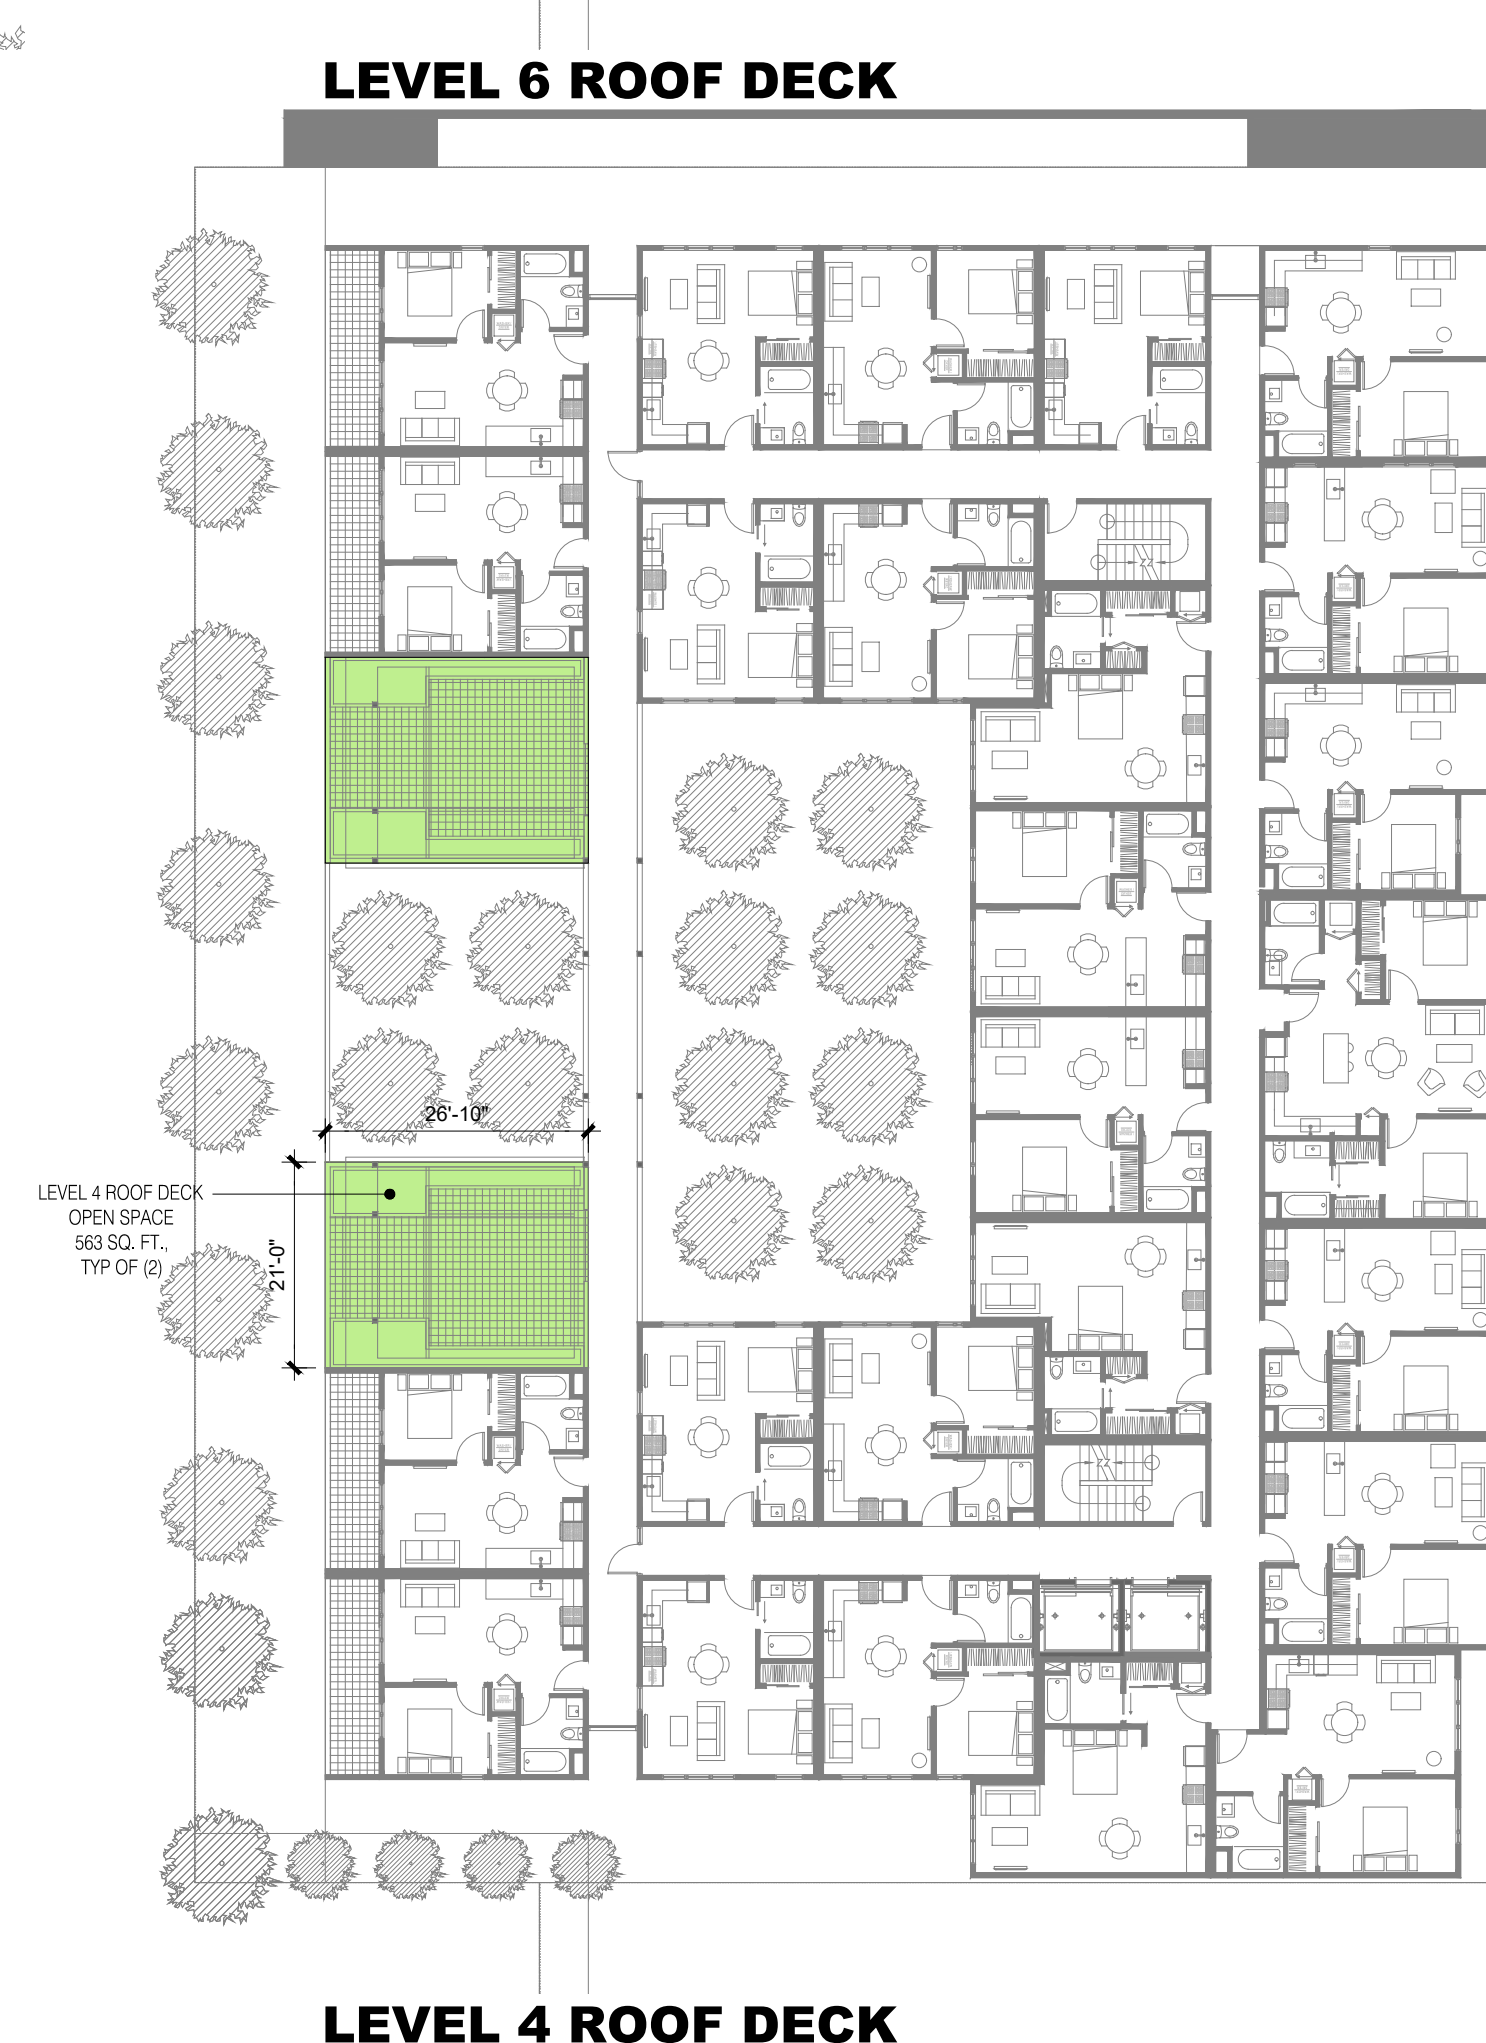 LEVEL 6 ROOF DECK
26'-10"
LEVEL 4 ROOF DECK
OPEN SPACE
563 SQ. FT.,
TYP OF (2)
21'-0"
LEVEL 4 ROOF DECK